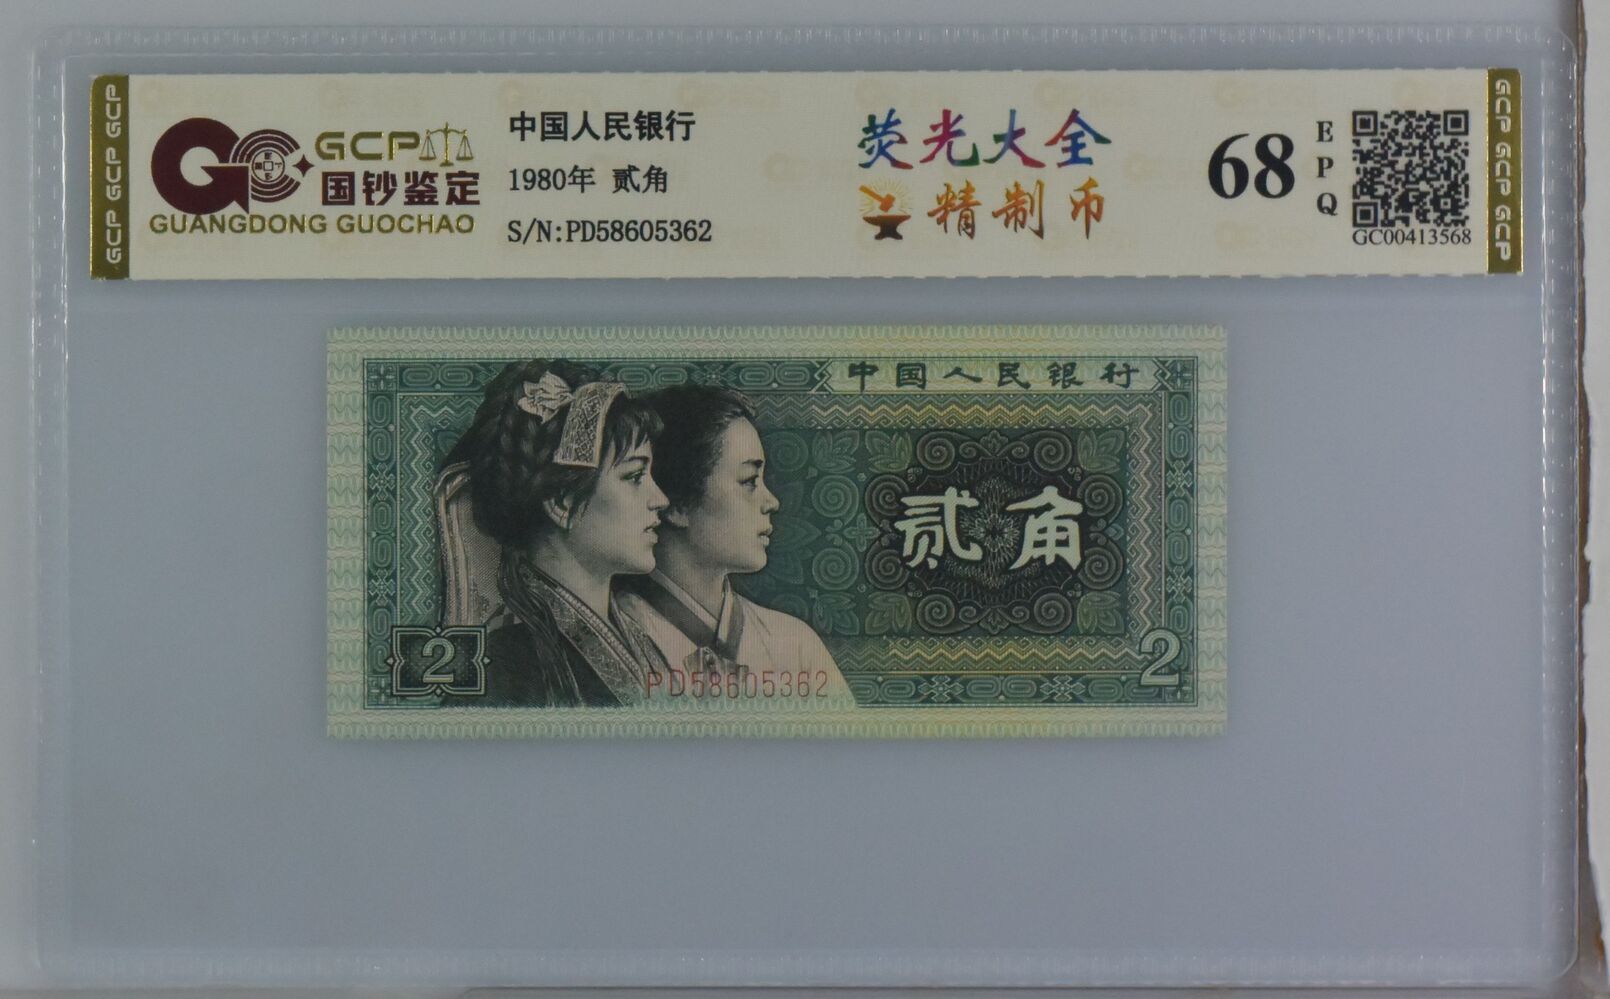 GCP GCP GCP
GCP
国钞鉴定
GUANGDONG GUOCHAO
中国人民银行
1980年 贰角
S/N:PD58605362
荧光大全
精制币
68
EPQ
GC00413568
GCP GCP GCP
中国人民银行
贰角
2
2
PD58605362